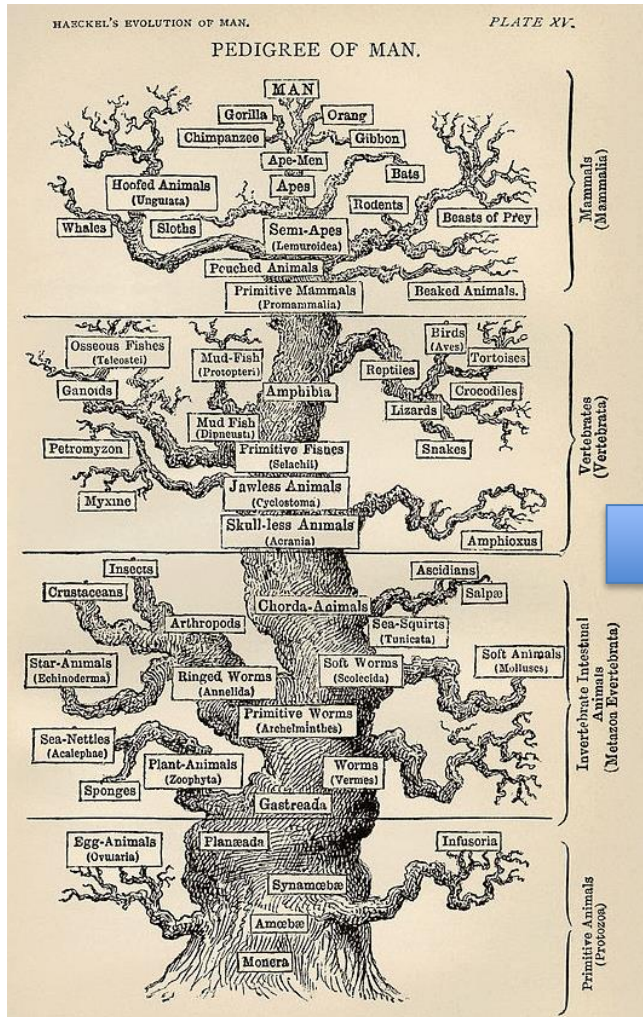 HAECKEL'S EVOLUTION OF MAN.
PLATE XV.
PEDIGREE OF MAN.
MAN
Gorilla
Orang
Chimpanzee
Gibbon
Ape-Men
Bats
Hoofed Animals
(Ungulata)
Apes
Rodents
Beasts of Prey
Whales
Sloths
Semi-Apes
(Lemuroidea)
Pouched Animals
Primitive Mammals
(Promammalia)
Beaked Animals.
Mammals
(Mammalia)
Osseous Fishes
(Teleostei)
Mud-Fish
(Protopteri)
Birds
(Aves)
Tortoises
Reptiles
Ganoids
Amphibia
Crocodiles
Lizards
Mud Fish
(Dipneusti)
Petromyzon
Primitive Fishes
(Selachii)
Snakes
Myxine
Jawless Animals
(Cyclostoma)
Skull-less Animals
(Acrania)
Amphioxus
Vertebrates
(Vertebrata)
Insects
Ascidians
Crustaceans
Salpæ
Chorda-Animals
Arthropods
Sea-Squirts
(Tunicata)
Star-Animals
(Echinoderma)
Ringed Worms
(Annelida)
Soft Worms
(Scolecida)
Soft Animals
(Molluscs)
Primitive Worms
(Archelminthes)
Sea-Nettles
(Acalephae)
Plant-Animals
(Zoophyta)
Worms
(Vermes)
Sponges
Gastreada
Invertebrate Intestinal
Animals
(Metazoa Evertebrata)
Egg-Animals
(Ovularia)
Planæada
Infusoria
Synamœbæ
Amœbæ
Monera
Primitive Animals
(Protozoa)